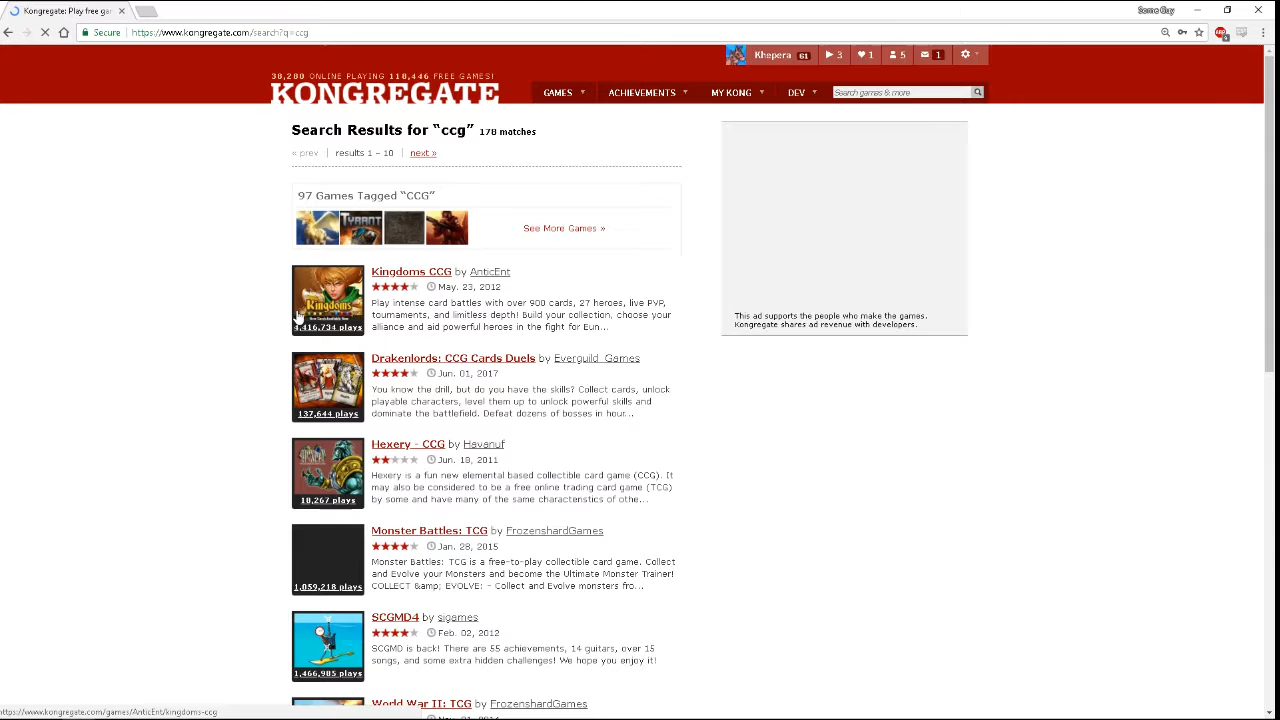 Kongregate: Play free gar
Some Guy
Secure
https://www.kongregate.com/search?q=ccg
38,280 ONLINE PLAYING 118,446 FREE GAMES!
KONGREGATE
Khepera 61 3 1 5 1
GAMES ACHIEVEMENTS MY KONG DEV
Search games & more
Search Results for “ccg” 178 matches
« prev results 1 – 10 next »
97 Games Tagged “CCG”
TYRANT
See More Games »
Kingdoms CCG by AnticEnt
May. 23, 2012
Play intense card battles with over 900 cards, 27 heroes, live PVP,
tournaments, and limitless depth! Build your collection, choose your
alliance and aid powerful heroes in the fight for Eun...
Kingdoms
4,416,734 plays
This ad supports the people who make the games.
Kongregate shares ad revenue with developers.
Drakenlords: CCG Cards Duels by Everguild_Games
Jun. 01, 2017
You know the drill, but do you have the skills? Collect cards, unlock
playable characters, level them up to unlock powerful skills and
dominate the battlefield. Defeat dozens of bosses in hour...
137,644 plays
Hexery - CCG by Havanuf
Jun. 18, 2011
Hexery is a fun new elemental based collectible card game (CCG). It
may also be considered to be a free online trading card game (TCG)
by some and have many of the same characteristics of othe...
18,267 plays
Monster Battles: TCG by FrozenshardGames
Jan. 28, 2015
Monster Battles: TCG is a free-to-play collectible card game. Collect
and Evolve your Monsters and become the Ultimate Monster Trainer!
COLLECT &amp; EVOLVE: - Collect and Evolve monsters fro...
1,059,218 plays
SCGMD4 by sigames
Feb. 02, 2012
SCGMD is back! There are 55 achievements, 14 guitars, over 15
songs, and some extra hidden challenges! We hope you enjoy it!
1,466,985 plays
World War II: TCG by FrozenshardGames
https://www.kongregate.com/games/AnticEnt/kingdoms-ccg